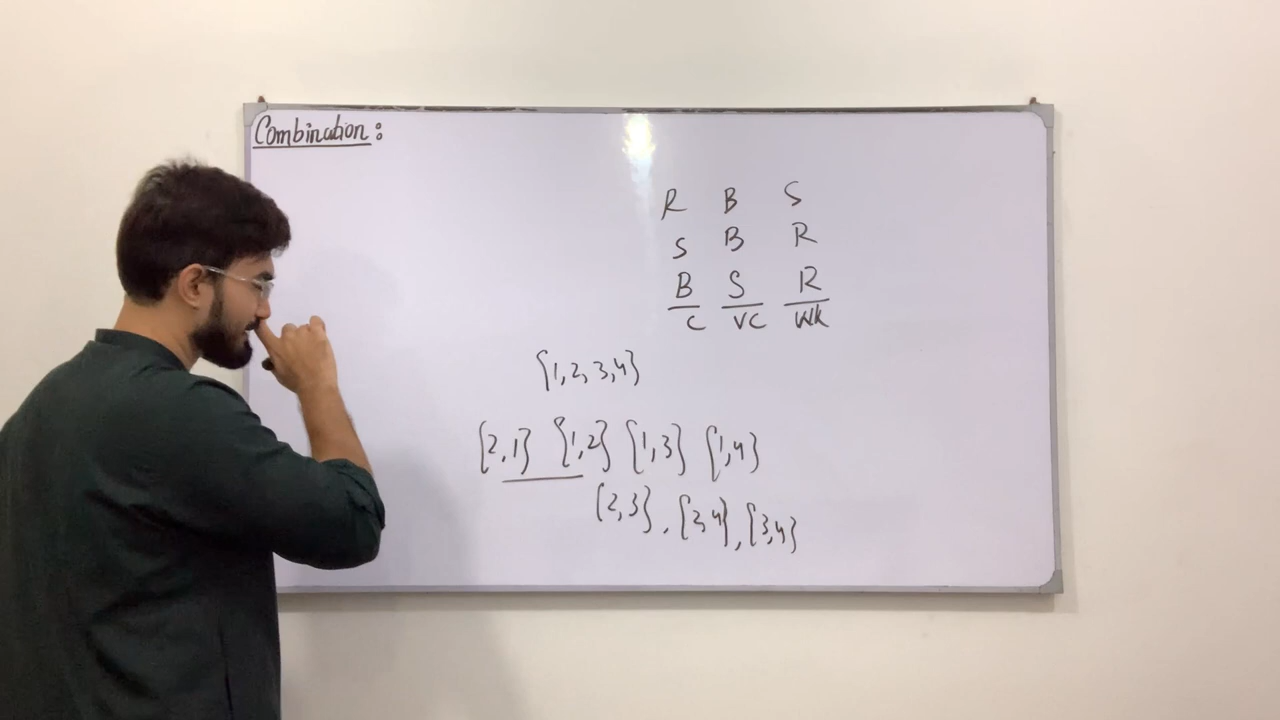 Combination:
R B S
S B R
B S R
C VC WK
{1,2,3,4}
{2,1} {1,2} {1,3} {1,4}
{2,3}, {2,4}, {3,4}